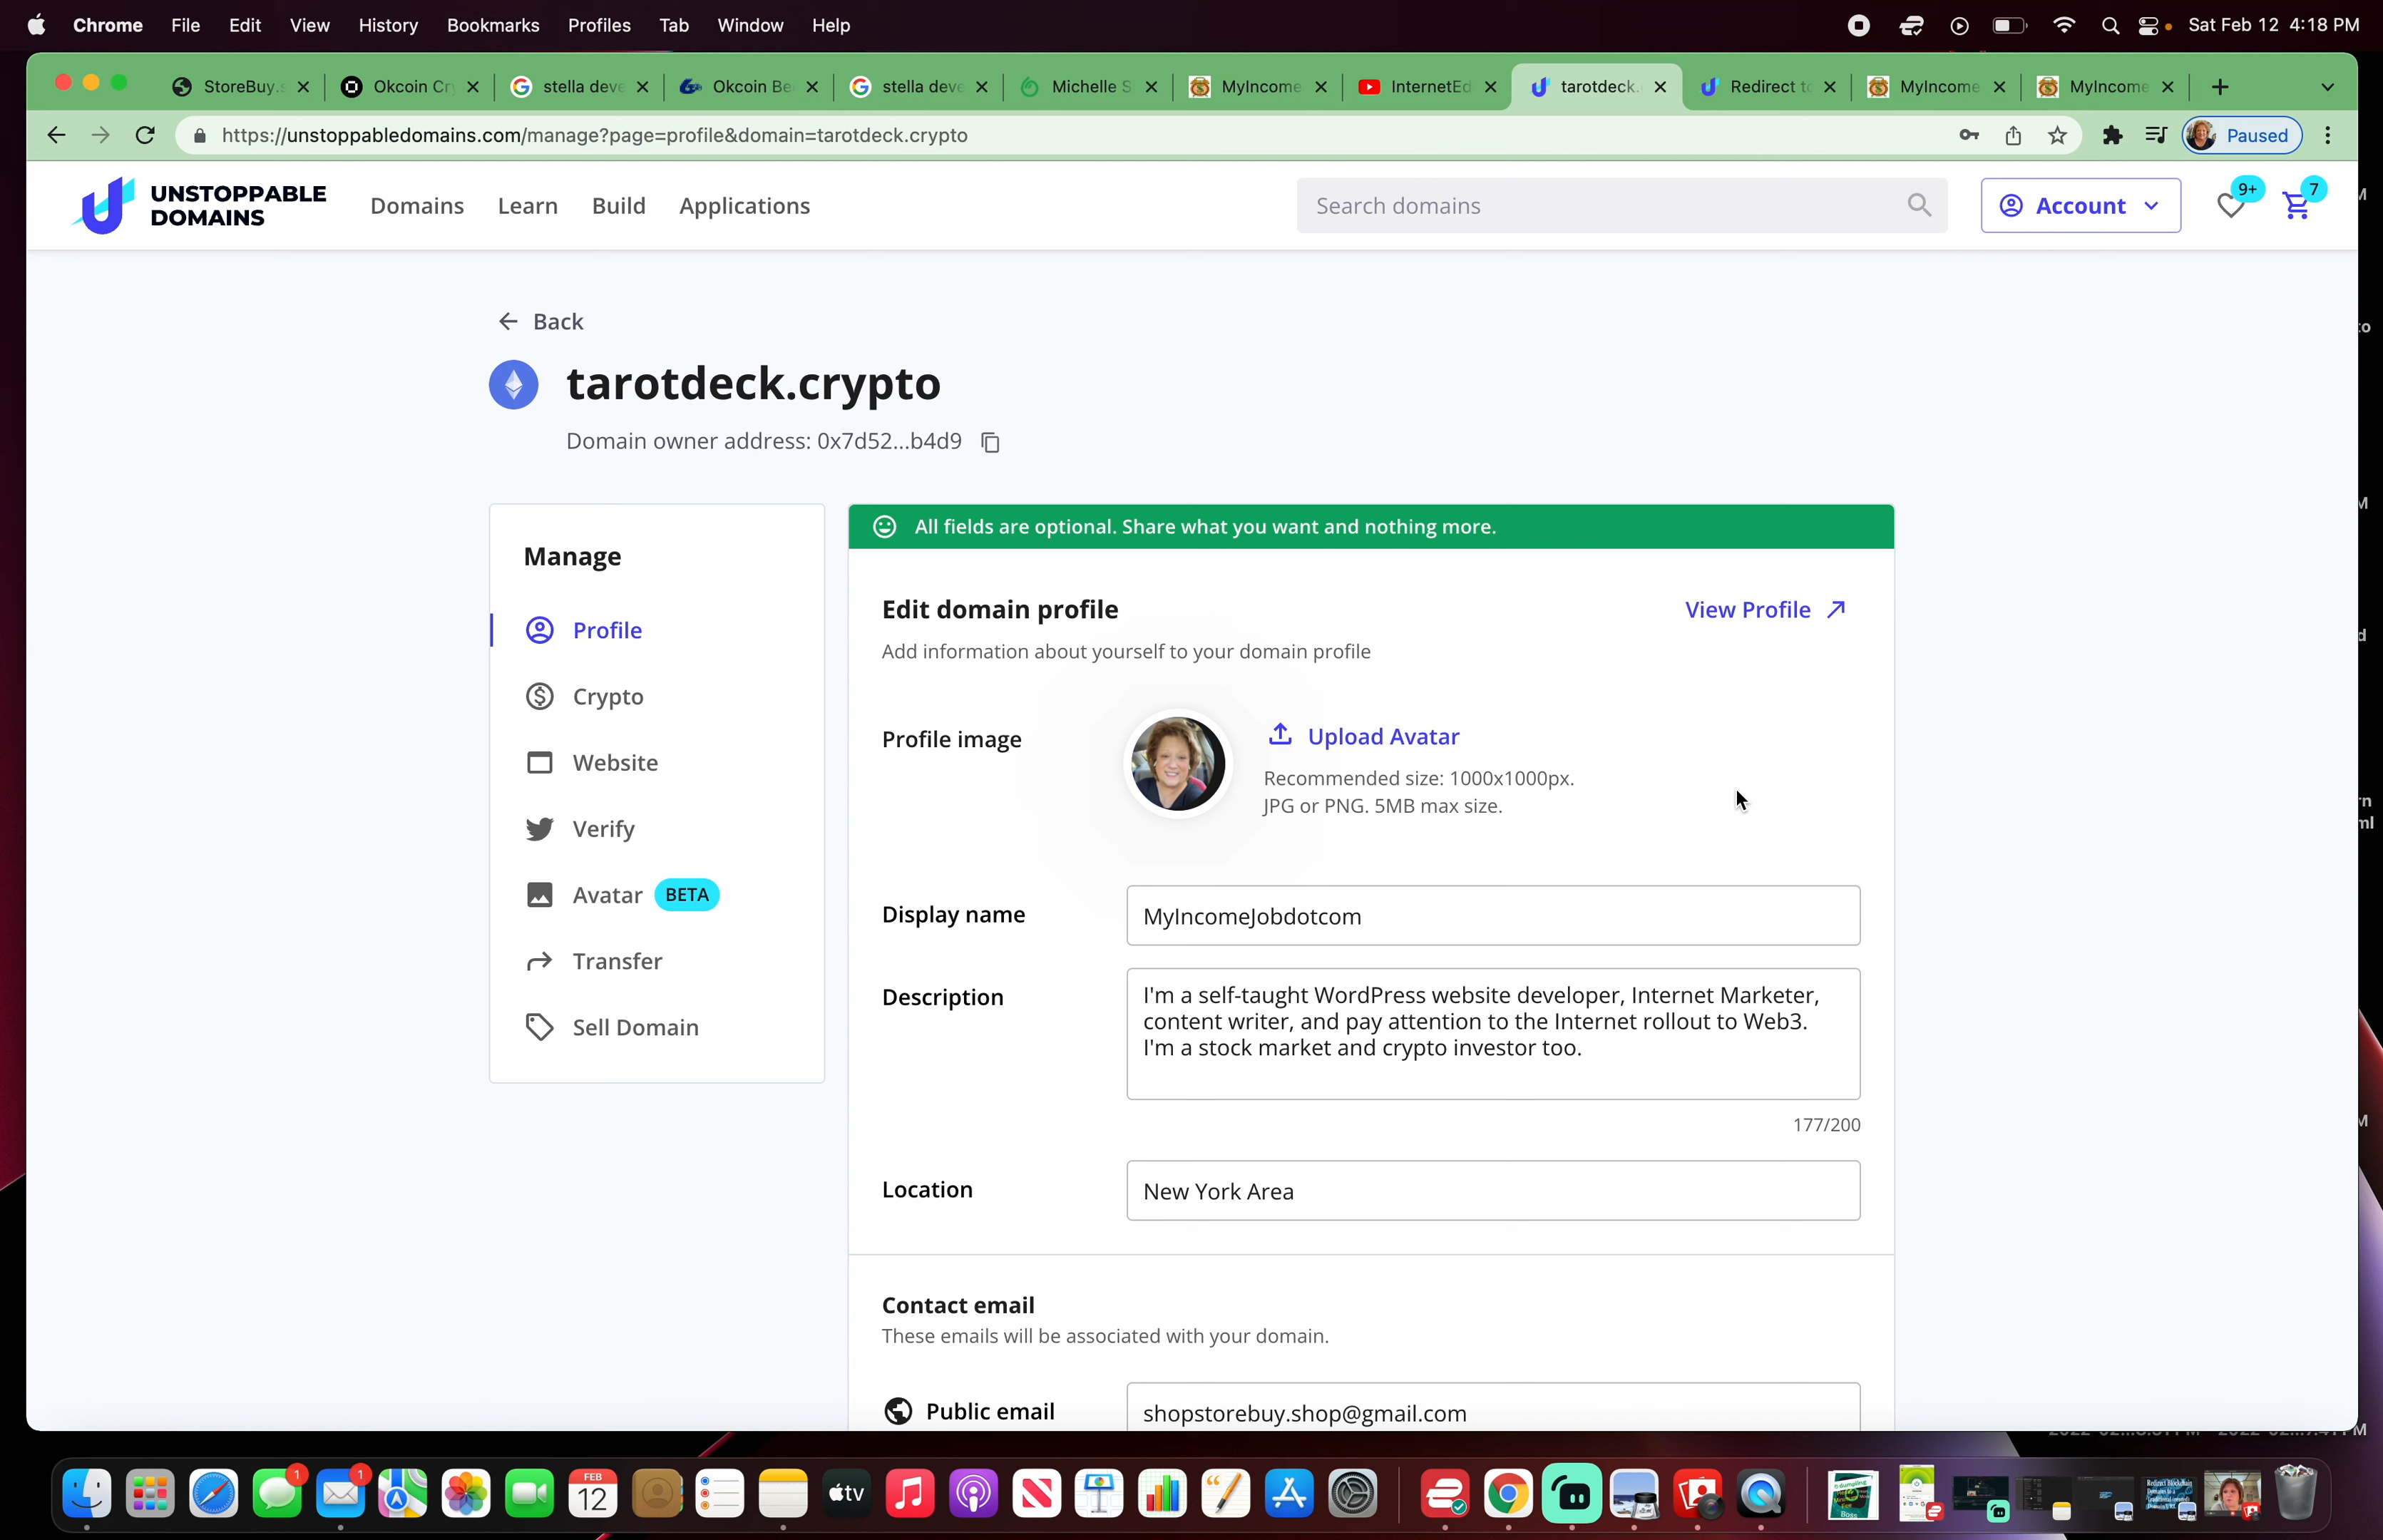 Chrome File Edit View History Bookmarks Profiles Tab Window Help Sat Feb 12 4:18 PM
StoreBuy.s Okcoin Cry stella deve Okcoin Be stella deve Michelle S MyIncome InternetEd tarotdeck. Redirect to MyIncome MyIncome
https://unstoppabledomains.com/manage?page=profile&domain=tarotdeck.crypto Paused
UNSTOPPABLE DOMAINS Domains Learn Build Applications Search domains Account 9+ 7
Back
tarotdeck.crypto
Domain owner address: 0x7d52...b4d9
Manage
Profile
Crypto
Website
Verify
Avatar BETA
Transfer
Sell Domain
All fields are optional. Share what you want and nothing more.
Edit domain profile View Profile
Add information about yourself to your domain profile
Profile image Upload Avatar
Recommended size: 1000x1000px.
JPG or PNG. 5MB max size.
Display name MyIncomeJobdotcom
Description I'm a self-taught WordPress website developer, Internet Marketer,
content writer, and pay attention to the Internet rollout to Web3.
I'm a stock market and crypto investor too.
177/200
Location New York Area
Contact email
These emails will be associated with your domain.
Public email shopstorebuy.shop@gmail.com
1 1 FEB 12 tv